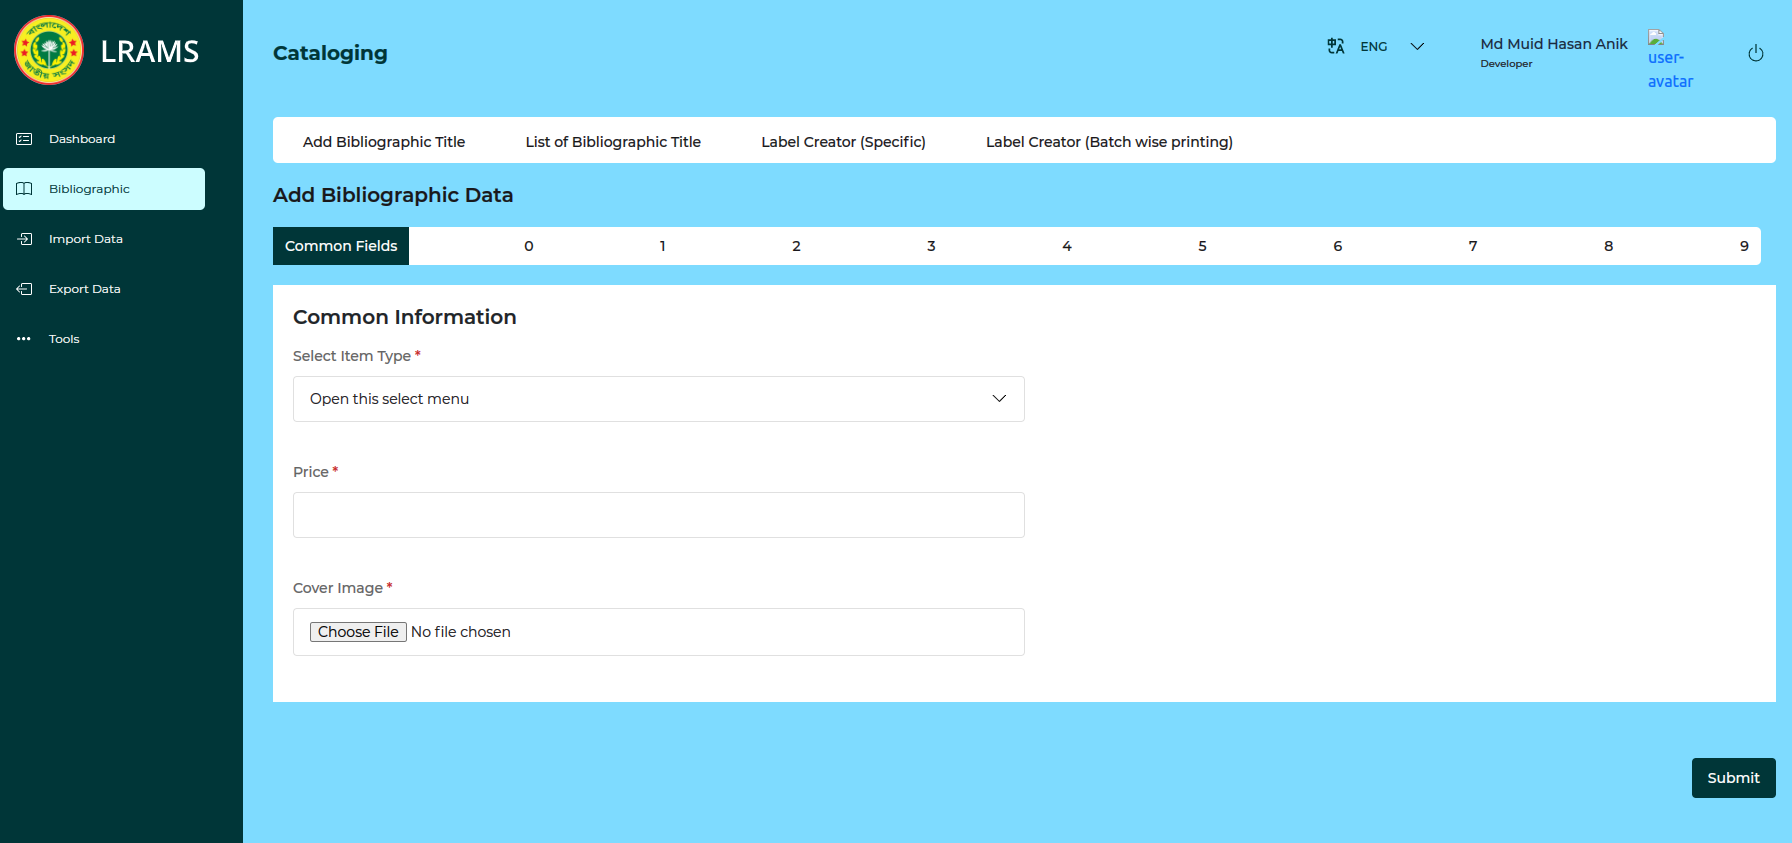 বাংলাদেশ
জাতীয় সংসদ
LRAMS
Cataloging
ENG
Md Muid Hasan Anik
Developer
user-
avatar
Dashboard
Bibliographic
Import Data
Export Data
Tools
Add Bibliographic Title List of Bibliographic Title Label Creator (Specific) Label Creator (Batch wise printing)
Add Bibliographic Data
Common Fields 0 1 2 3 4 5 6 7 8 9
Common Information
Select Item Type *
Open this select menu
Price *
Cover Image *
Choose File No file chosen
Submit